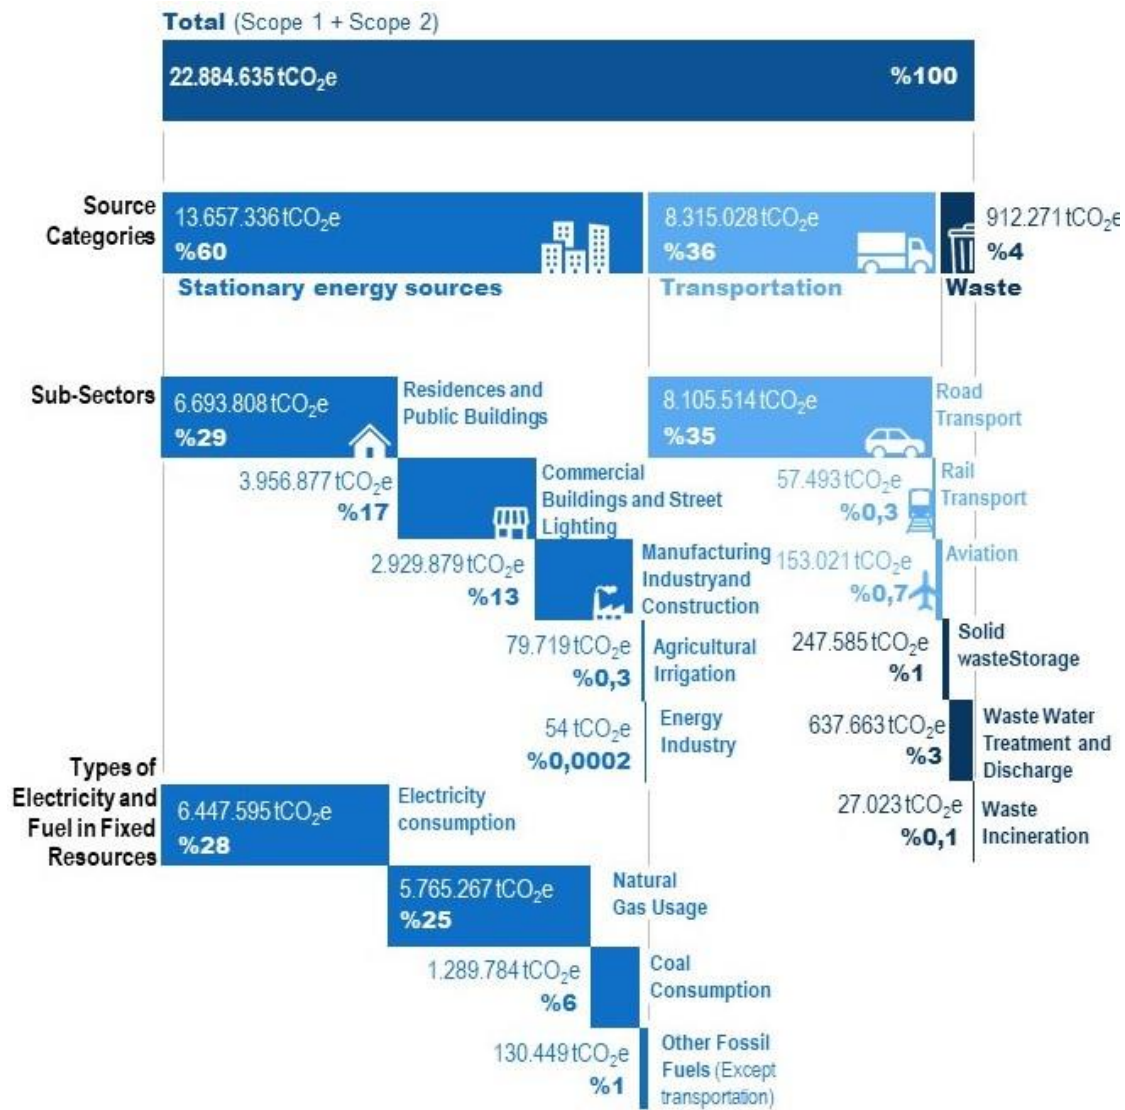 Total (Scope 1 + Scope 2)
22.884.635 tCO₂e %100
Source
Categories
13.657.336 tCO₂e
%60
8.315.028 tCO₂e
%36
912.271 tCO₂e
%4
Stationary energy sources
Transportation
Waste
Sub-Sectors
6.693.808 tCO₂e
%29
Residences and
Public Buildings
8.105.514 tCO₂e
%35
Road
Transport
3.956.877 tCO₂e
%17
Commercial
Buildings and Street
Lighting
57.493 tCO₂e
%0,3
Rail
Transport
2.929.879 tCO₂e
%13
Manufacturing
Industryand
Construction
153.021 tCO₂e
%0,7
Aviation
79.719 tCO₂e
%0,3
Agricultural
Irrigation
247.585 tCO₂e
%1
Solid
wasteStorage
54 tCO₂e
%0,0002
Energy
Industry
637.663 tCO₂e
%3
Waste Water
Treatment and
Discharge
Types of
Electricity and
Fuel in Fixed
Resources
6.447.595 tCO₂e
%28
Electricity
consumption
27.023 tCO₂e
%0,1
Waste
Incineration
5.765.267 tCO₂e
%25
Natural
Gas Usage
1.289.784 tCO₂e
%6
Coal
Consumption
130.449 tCO₂e
%1
Other Fossil
Fuels (Except
transportation)